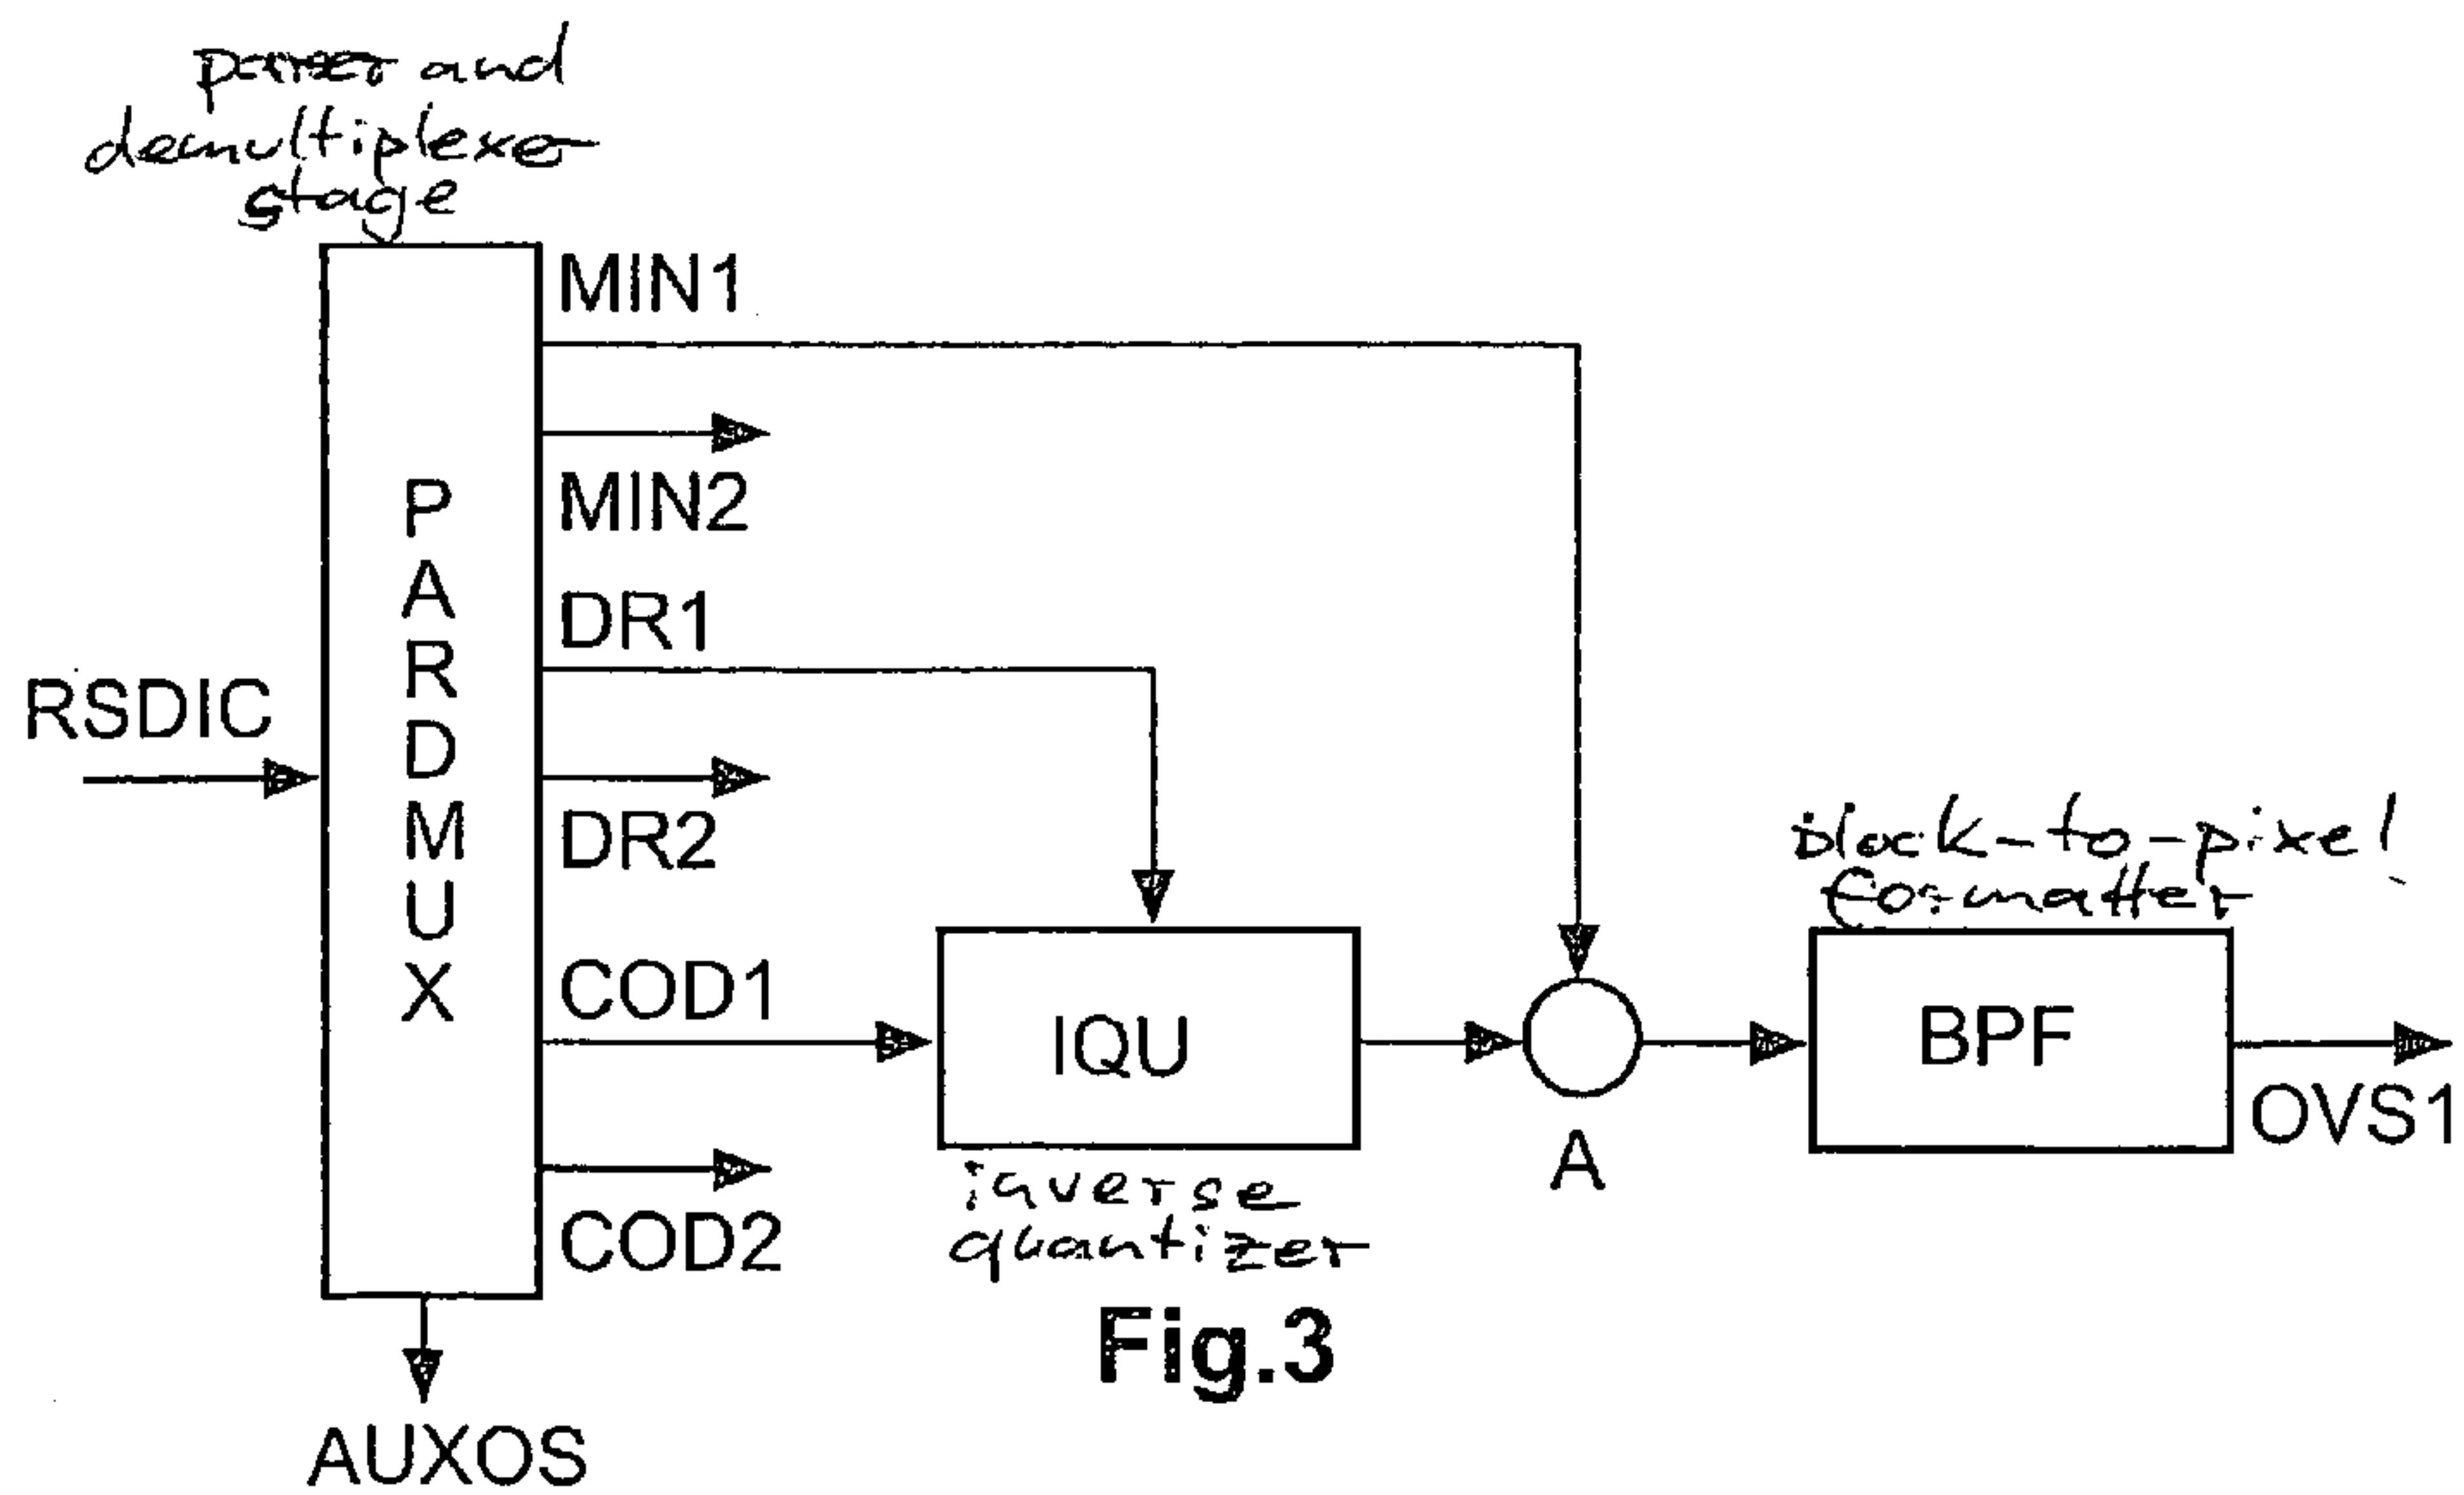 parser and
demultiplexer
stage
MIN1
MIN2
DR1
DR2
COD1
COD2
PARDMUX
RSDIC
AUXOS
IQU
inverse
quantizer
A
block-to-pixel
formatter
BPF
OVS1
Fig.3